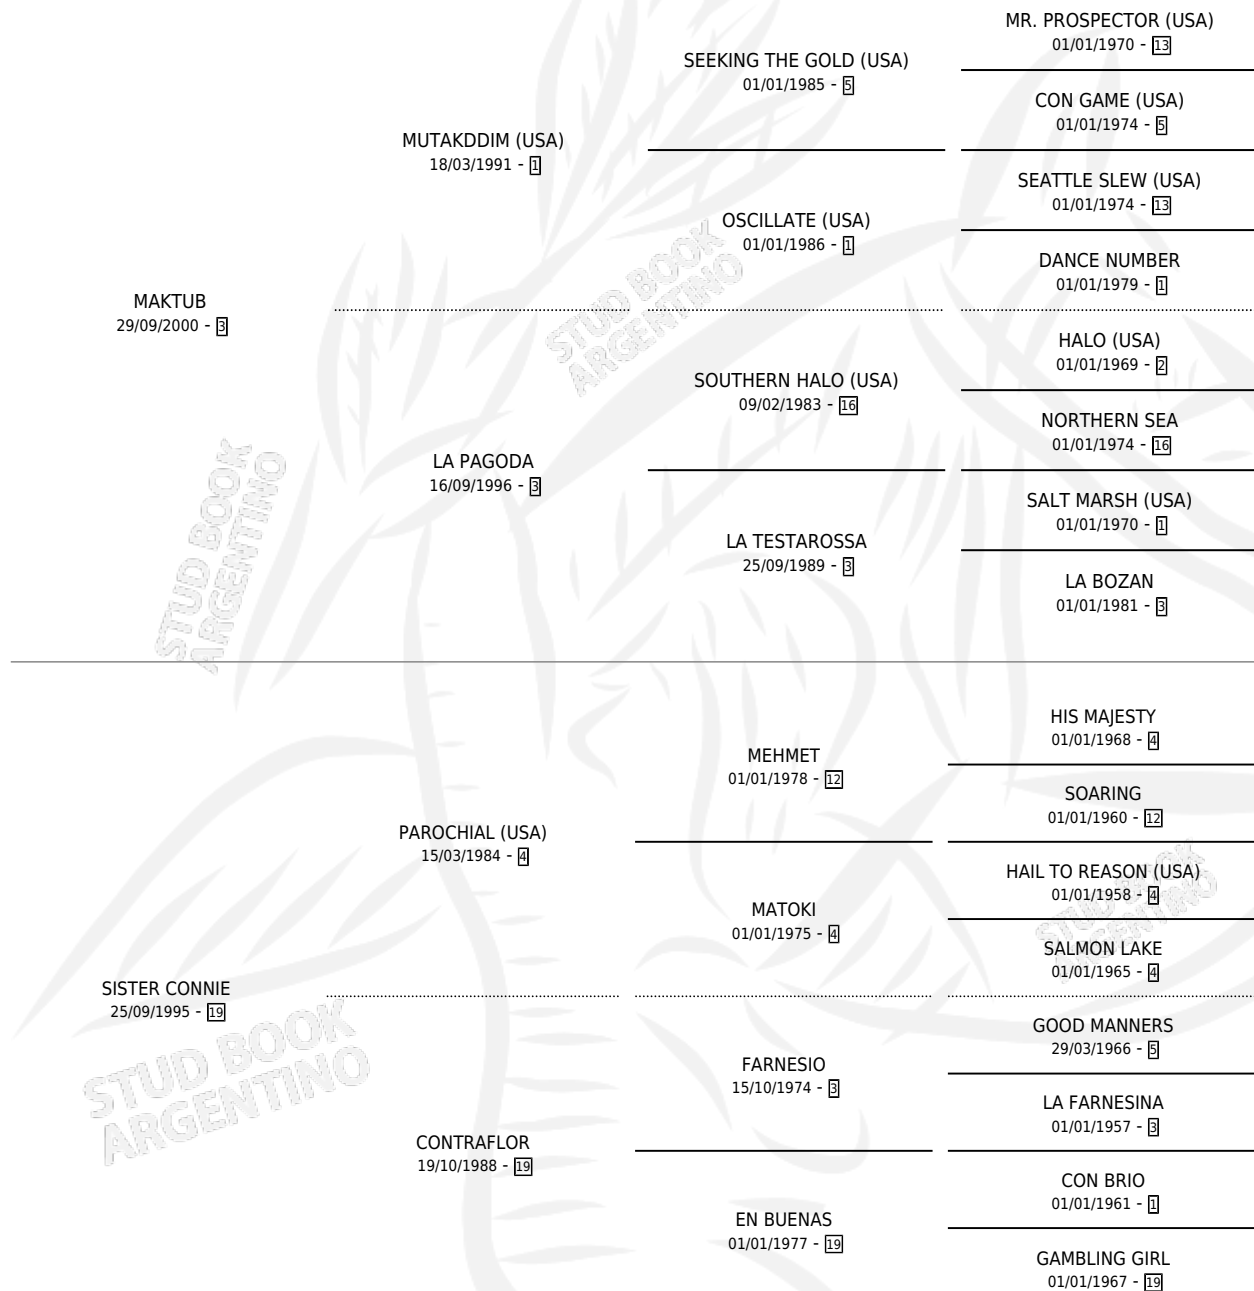 MR. PROSPECTOR (USA)
01/01/1970 - 13
SEEKING THE GOLD (USA)
01/01/1985 - 5
CON GAME (USA)
01/01/1974 - 5
MUTAKDDIM (USA)
18/03/1991 - 1
SEATTLE SLEW (USA)
01/01/1974 - 13
OSCILLATE (USA)
01/01/1986 - 1
DANCE NUMBER
01/01/1979 - 1
MAKTUB
29/09/2000 - 3
HALO (USA)
01/01/1969 - 2
SOUTHERN HALO (USA)
09/02/1983 - 16
NORTHERN SEA
01/01/1974 - 16
LA PAGODA
16/09/1996 - 3
SALT MARSH (USA)
01/01/1970 - 1
LA TESTAROSSA
25/09/1989 - 3
LA BOZAN
01/01/1981 - 3
HIS MAJESTY
01/01/1968 - 4
MEHMET
01/01/1978 - 12
SOARING
01/01/1960 - 12
PAROCHIAL (USA)
15/03/1984 - 4
HAIL TO REASON (USA)
01/01/1958 - 4
MATOKI
01/01/1975 - 4
SALMON LAKE
01/01/1965 - 4
SISTER CONNIE
25/09/1995 - 19
GOOD MANNERS
29/03/1966 - 5
FARNESIO
15/10/1974 - 3
LA FARNESINA
01/01/1957 - 3
CONTRAFLOR
19/10/1988 - 19
CON BRIO
01/01/1961 - 1
EN BUENAS
01/01/1977 - 19
GAMBLING GIRL
01/01/1967 - 19
STUD BOOK
ARGENTINO
STUD BOOK
ARGENTINO
STUD BOOK
ARGENTINO
STUD BOOK
ARGENTINO